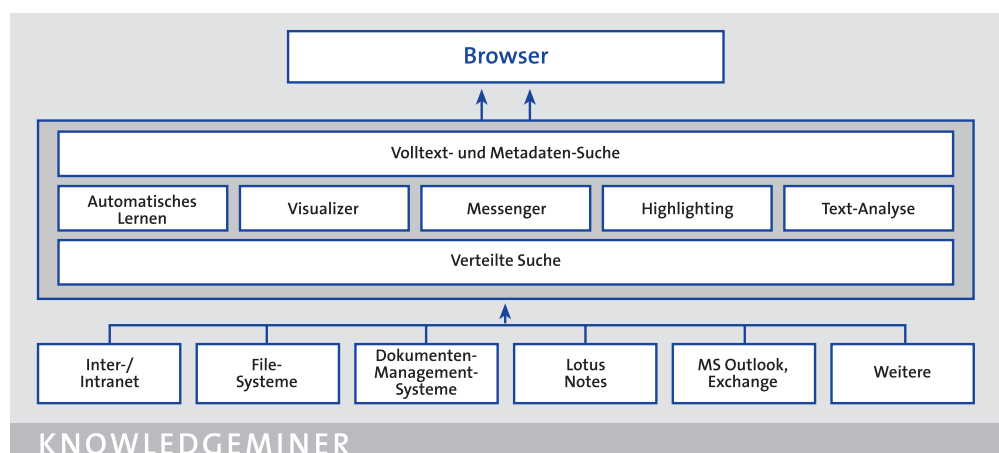 Browser
Volltext- und Metadaten-Suche
Automatisches
Lernen
Visualizer
Messenger
Highlighting
Text-Analyse
Verteilte Suche
Inter-/
Intranet
File-
Systeme
Dokumenten-
Management-
Systeme
Lotus
Notes
MS Outlook,
Exchange
Weitere
KNOWLEDGEMINER